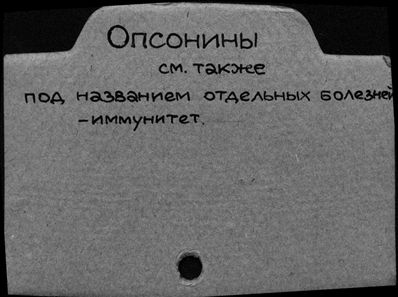 Опсонины
см. также
под названием отдельных болезней
-иммунитет.